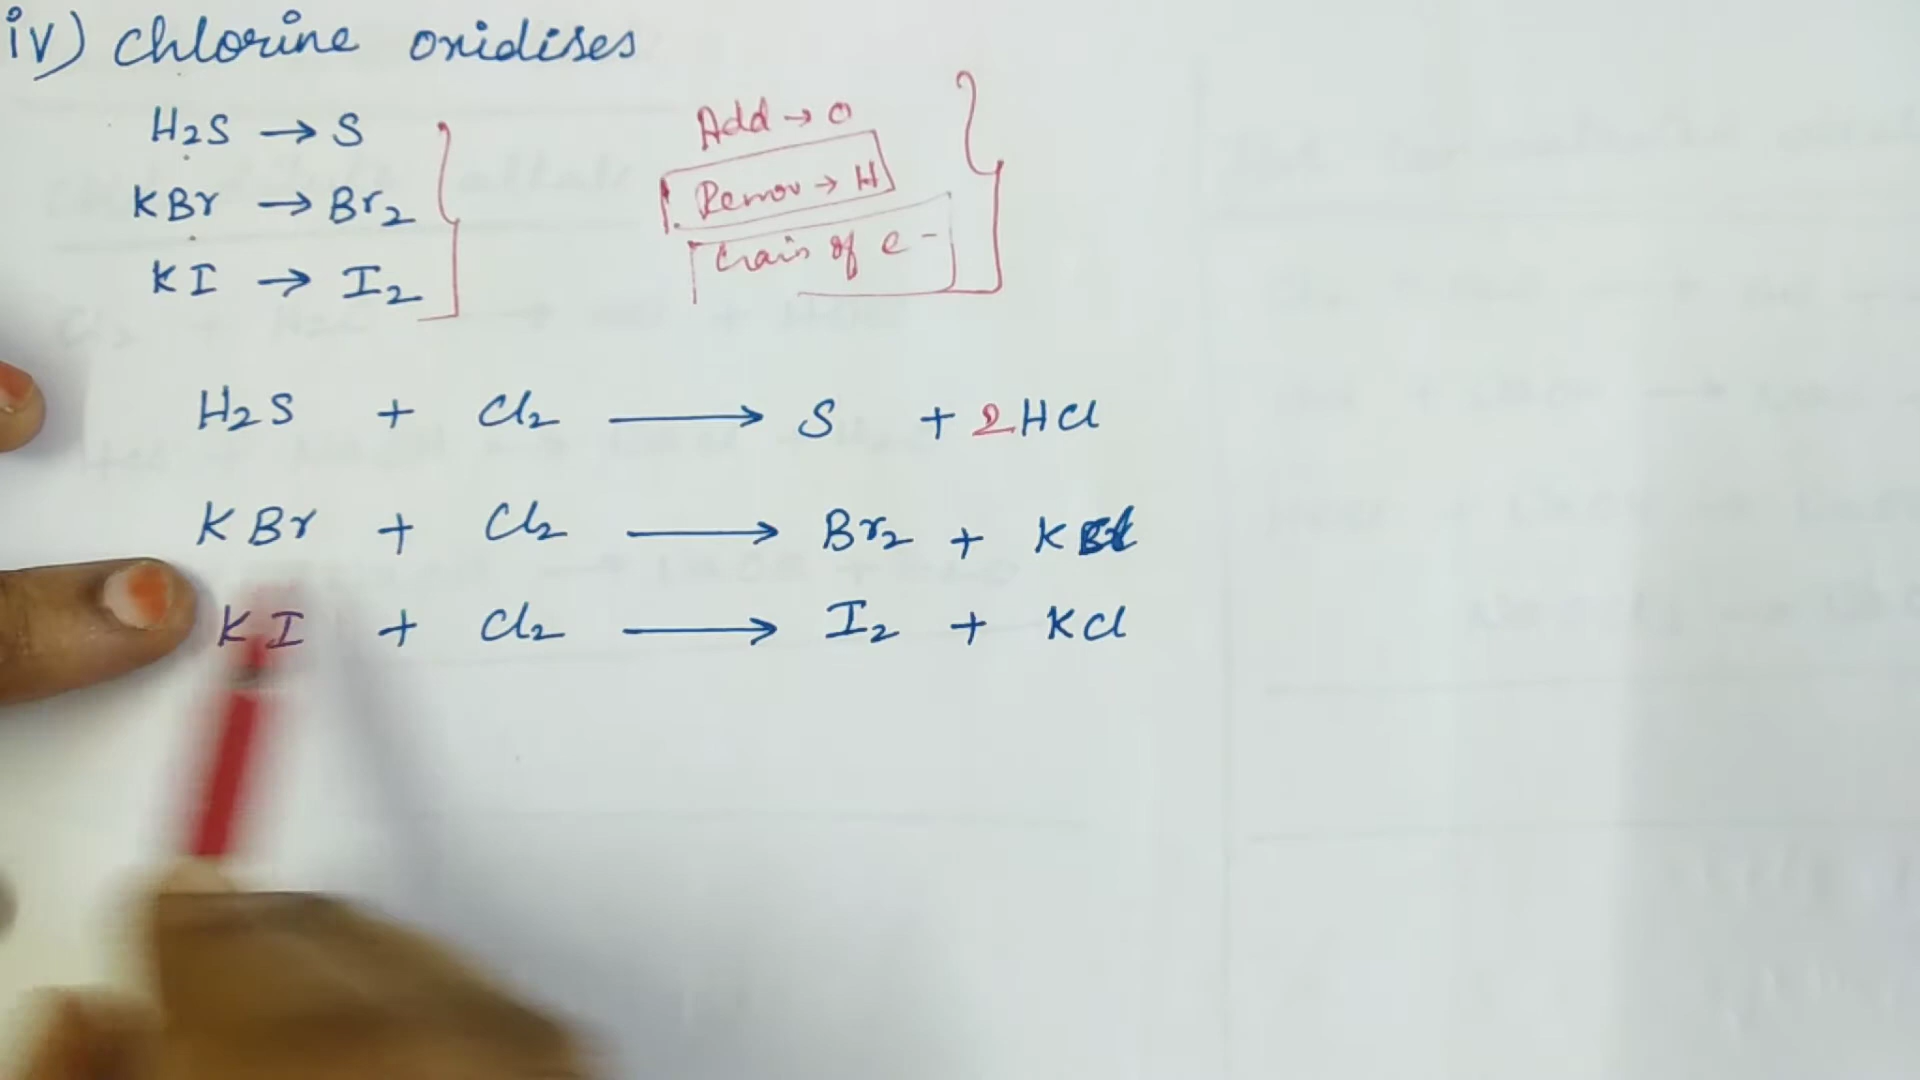 iv) Chlorine oxidises
H2S → S
KBr → Br2
KI → I2
Add → O
Remov → H
Gain of e-
H2S + Cl2 → S + 2HCl
KBr + Cl2 → Br2 + KCl
KI + Cl2 → I2 + KCl